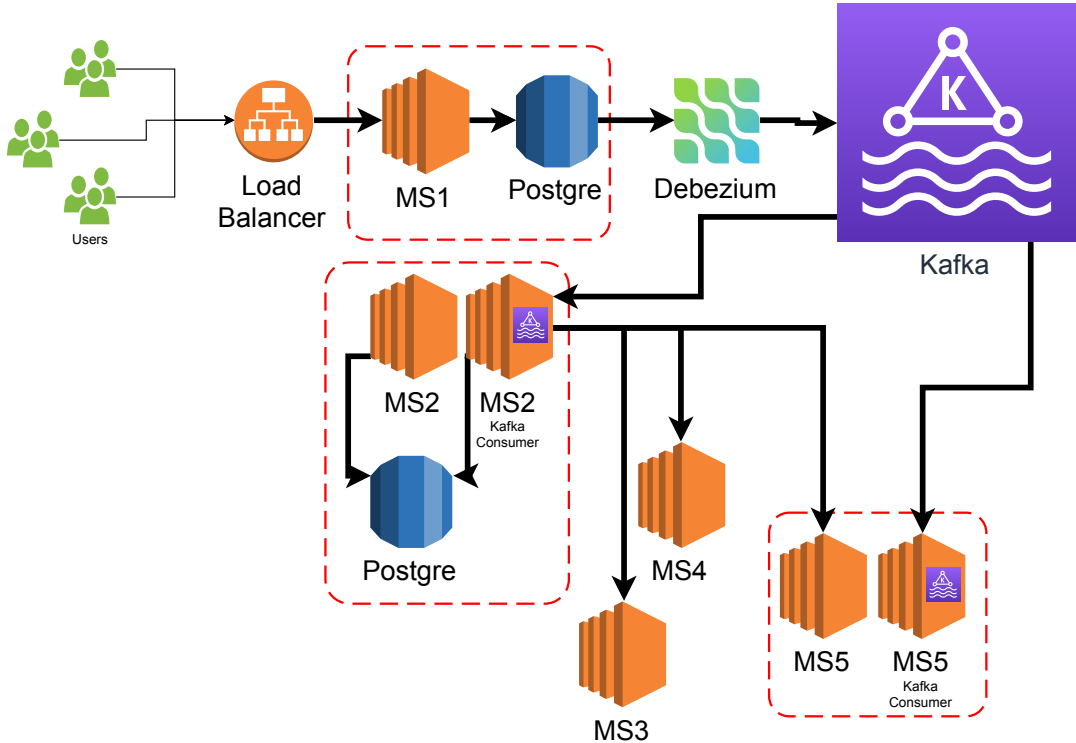 K
Load
Balancer
MS1
Postgre
Debezium
Users
Kafka
K
MS2
MS2
Kafka
Consumer
Postgre
MS4
K
MS3
MS5
MS5
Kafka
Consumer